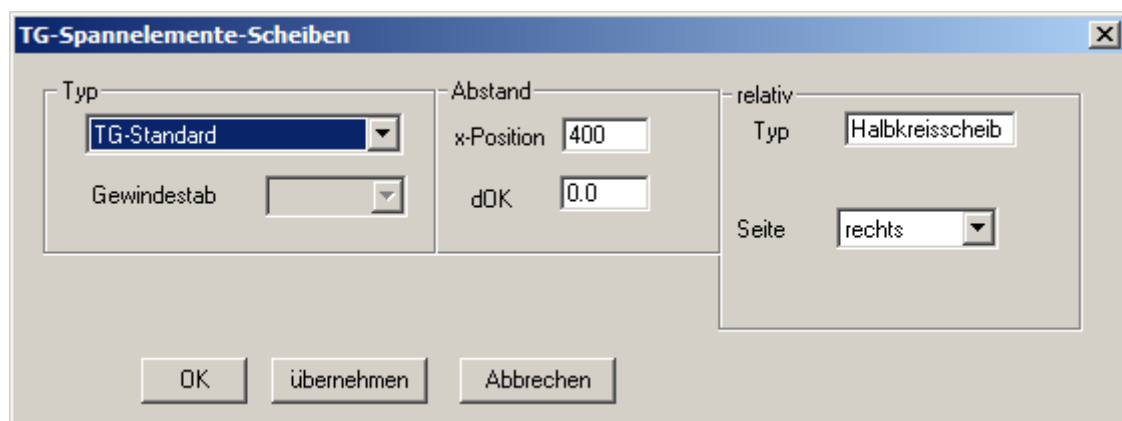 TG-Spannelemente-Scheiben
Typ
TG-Standard
Gewindestab
Abstand
x-Position 400
dOK 0.0
relativ
Typ Halbkreisscheib
Seite rechts
OK übernehmen Abbrechen